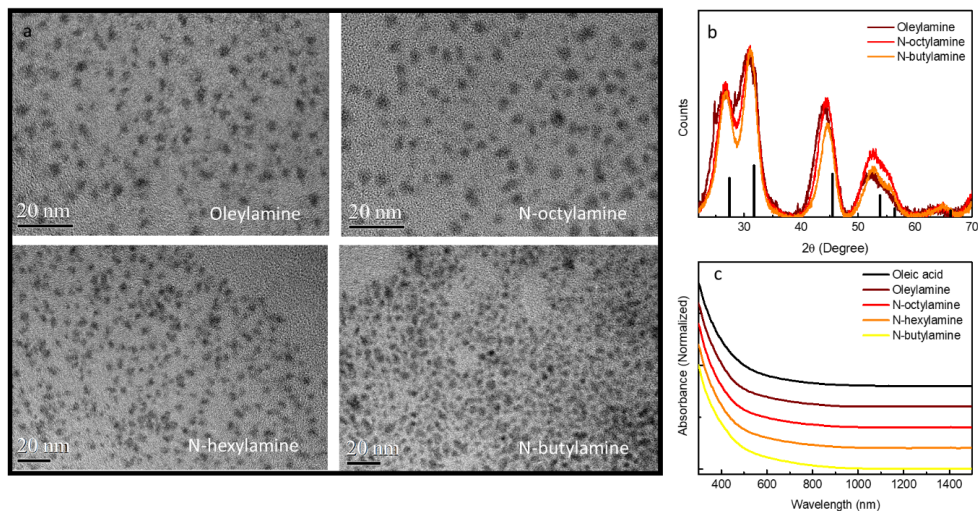 a
20 nm
Oleylamine
20 nm
N-octylamine
20 nm
N-hexylamine
20 nm
N-butylamine
b
Oleylamine
N-octylamine
N-butylamine
Counts
30
40
50
60
70
2θ (Degree)
c
Oleic acid
Oleylamine
N-octylamine
N-hexylamine
N-butylamine
Absorbance (Normalized)
400
600
800
1000
1200
1400
Wavelength (nm)